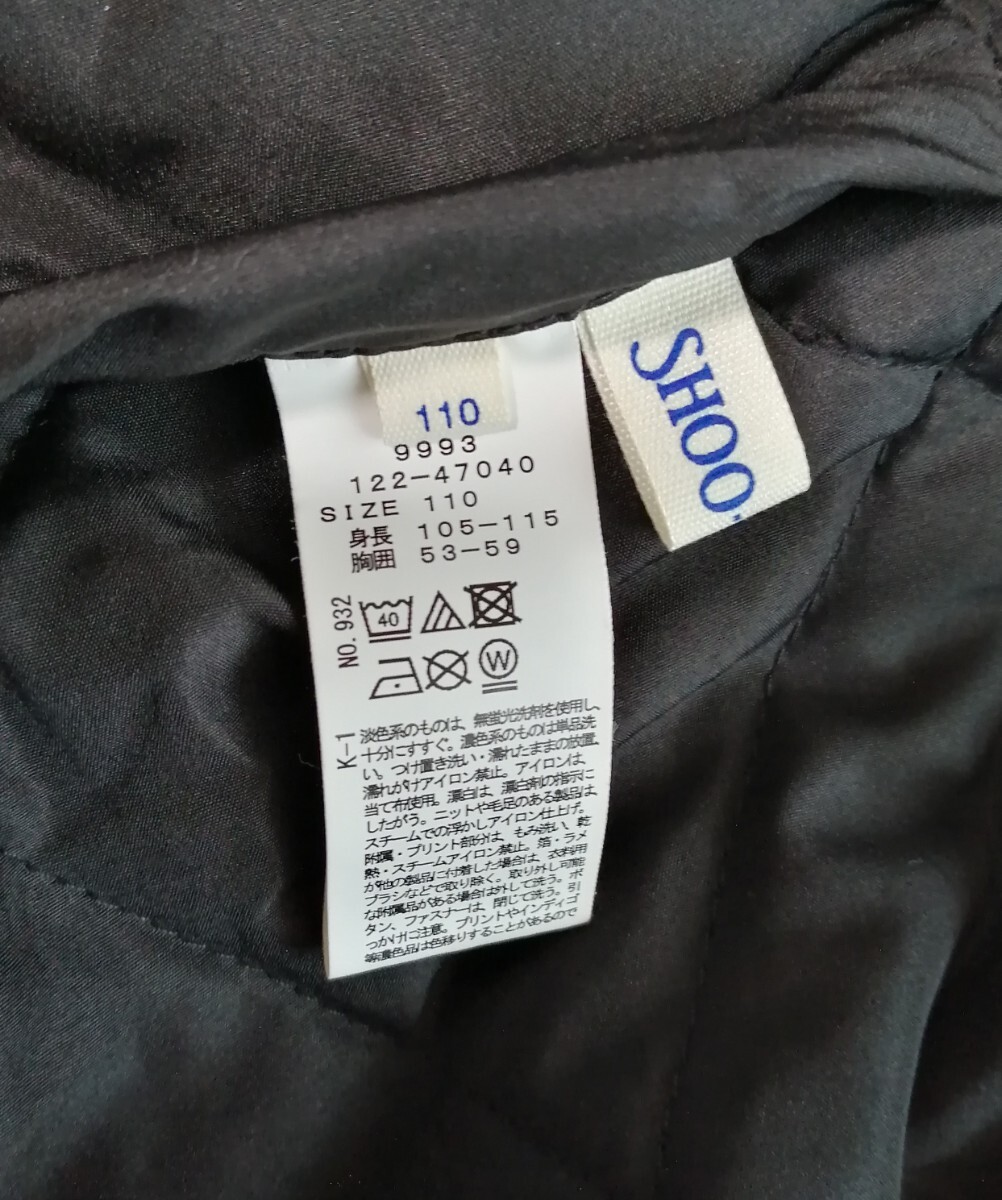 110
9993
122-47040
SIZE 110
身長 105-115
胸囲 53-59
NO. 932
40
W
K-1
淡色系のものは、無蛍光洗剤を使用し、
十分にすすぐ。濃色系のものは単品洗
い。つけ置き洗い・濡れたままの放置、
濡れがけアイロン禁止。アイロンは、
当て布使用。漂白は、漂白剤の指示に
したがう。ニットや毛足のある製品は
スチームでの浮かしアイロン仕上げ。
附属・プリント部分は、もみ洗い、乾
熱・スチームアイロン禁止。箔・ラメ
が他の製品に付着した場合は、衣料用
ブラシなどで取り除く。取り外し可能
な附属品がある場合は外して洗う。ボ
タン、ファスナーは、閉じて洗う。引
っかけに注意。プリントやインディゴ
等濃色品は色移りすることがあるので
SHOO